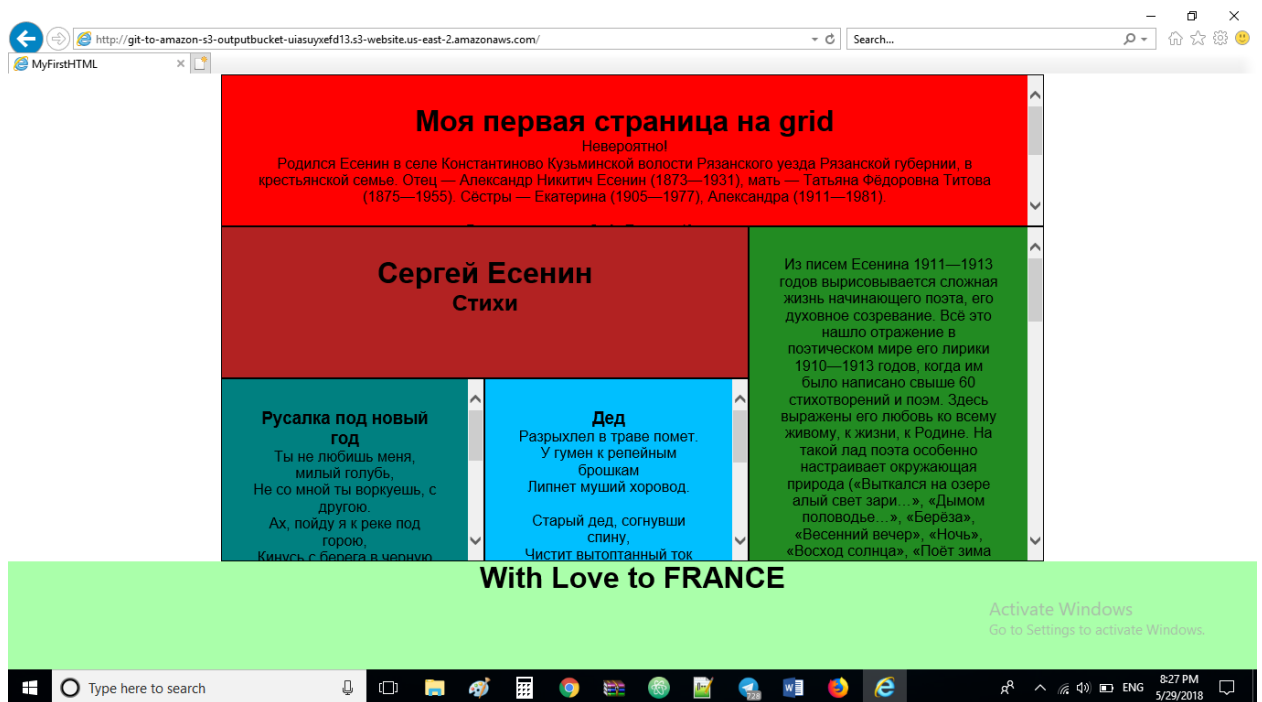 http://git-to-amazon-s3-outputbucket-uiasuyxefd13.s3-website.us-east-2.amazonaws.com/
Search...
MyFirstHTML
Моя первая страница на grid
Невероятно!
Родился Есенин в селе Константиново Кузьминской волости Рязанского уезда Рязанской губернии, в
крестьянской семье. Отец — Александр Никитич Есенин (1873—1931), мать — Татьяна Фёдоровна Титова
(1875—1955). Сёстры — Екатерина (1905—1977), Александра (1911—1981).
Сергей Есенин
Стихи
Русалка под новый
год
Ты не любишь меня,
милый голубь,
Не со мной ты воркуешь, с
другою.
Ах, пойду я к реке под
горою,
Кинусь с берега в черную
Дед
Разрыхлел в траве помет.
У гумен к репейным
брошкам
Липнет муший хоровод.
Старый дед, согнувши
спину,
Чистит вытоптанный ток
Из писем Есенина 1911—1913
годов вырисовывается сложная
жизнь начинающего поэта, его
духовное созревание. Всё это
нашло отражение в
поэтическом мире его лирики
1910—1913 годов, когда им
было написано свыше 60
стихотворений и поэм. Здесь
выражены его любовь ко всему
живому, к жизни, к Родине. На
такой лад поэта особенно
настраивает окружающая
природа («Выткался на озере
алый свет зари…», «Дымом
половодье…», «Берёза»,
«Весенний вечер», «Ночь»,
«Восход солнца», «Поёт зима
With Love to FRANCE
Activate Windows
Go to Settings to activate Windows.
Type here to search
728
ENG
8:27 PM
5/29/2018